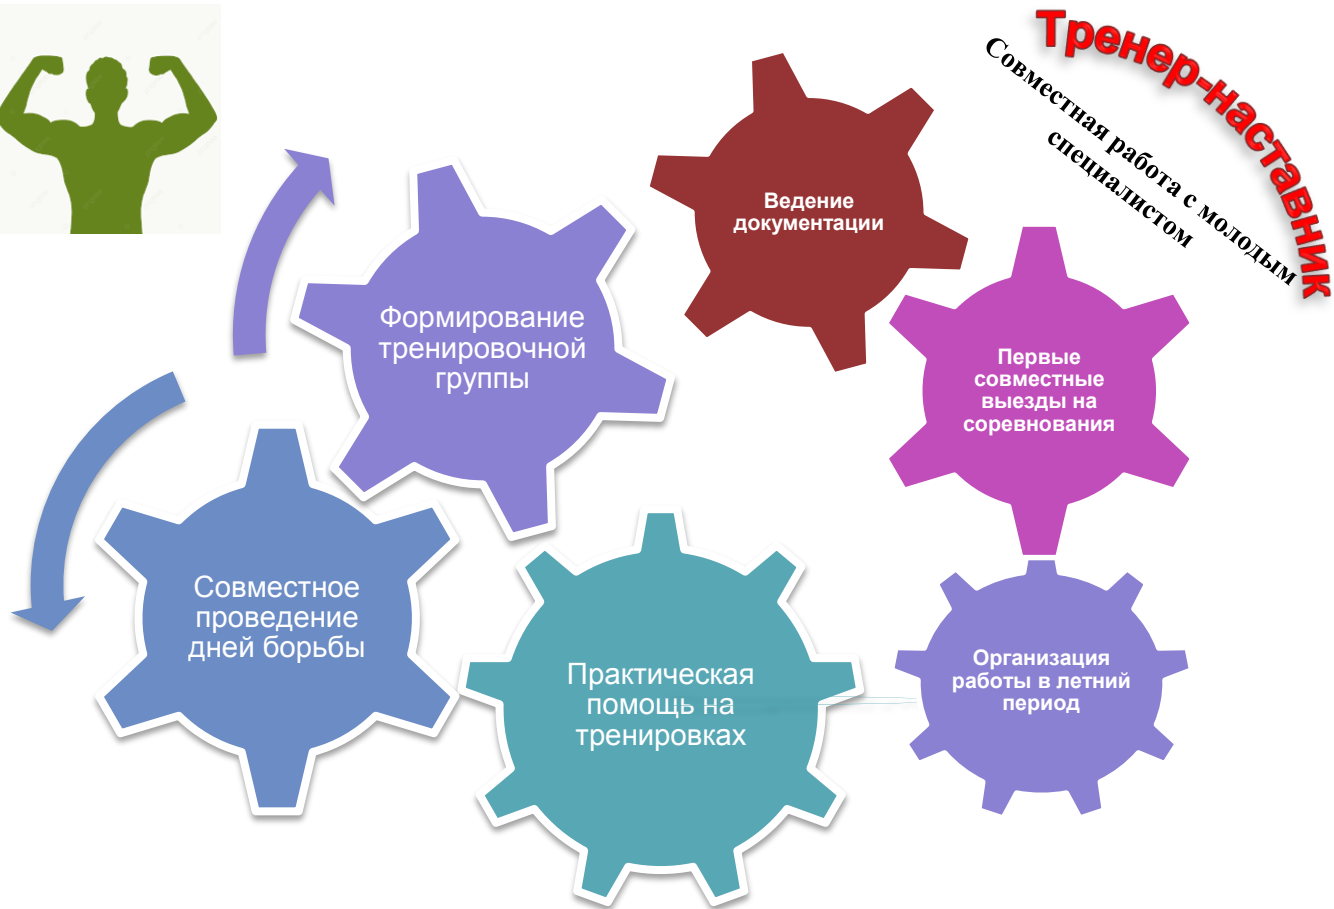 Тренер-наставник
Совместная работа с молодым
специалистом
Ведение
документации
Формирование
тренировочной
группы
Первые
совместные
выезды на
соревнования
Совместное
проведение
дней борьбы
Практическая
помощь на
тренировках
Организация
работы в летний
период